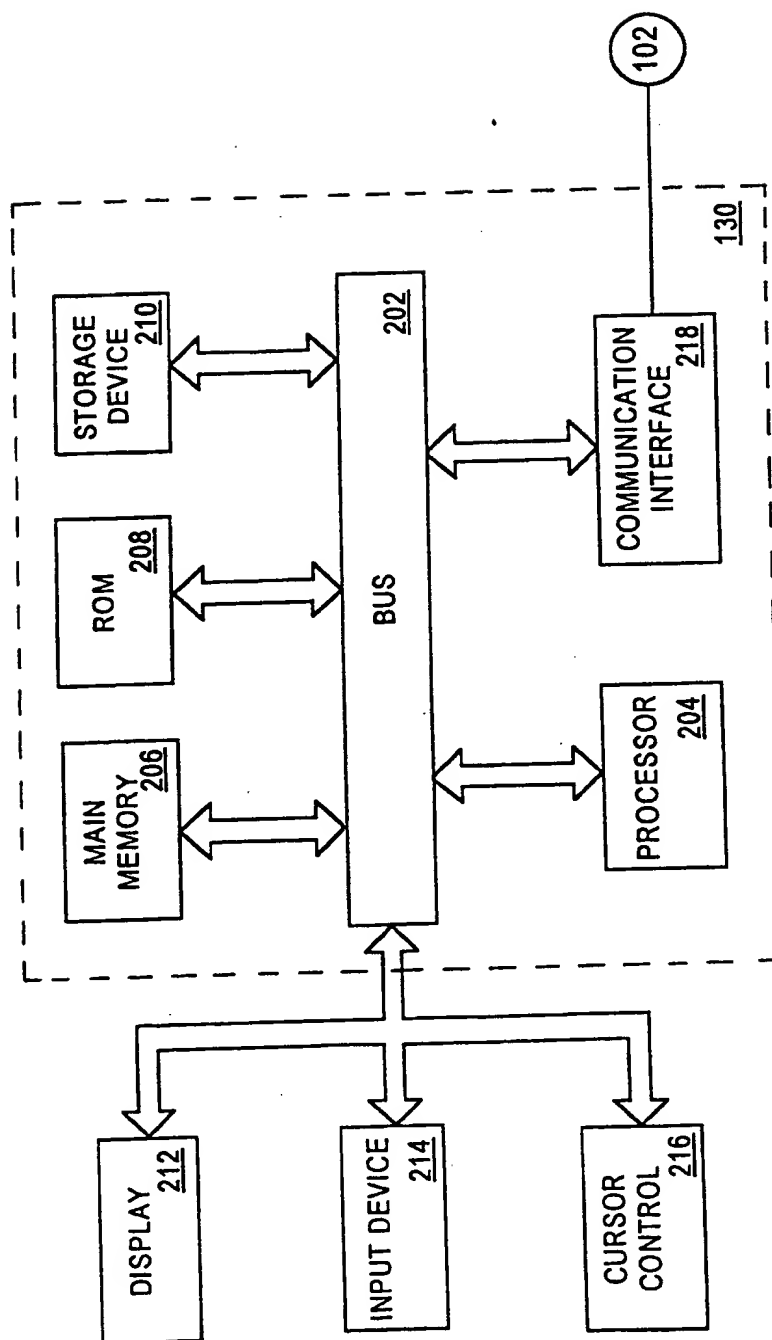 MAIN
MEMORY
206
ROM
208
STORAGE
DEVICE
210
DISPLAY
212
BUS
202
INPUT DEVICE
214
PROCESSOR
204
COMMUNICATION
INTERFACE
218
CURSOR
CONTROL
216
130
102